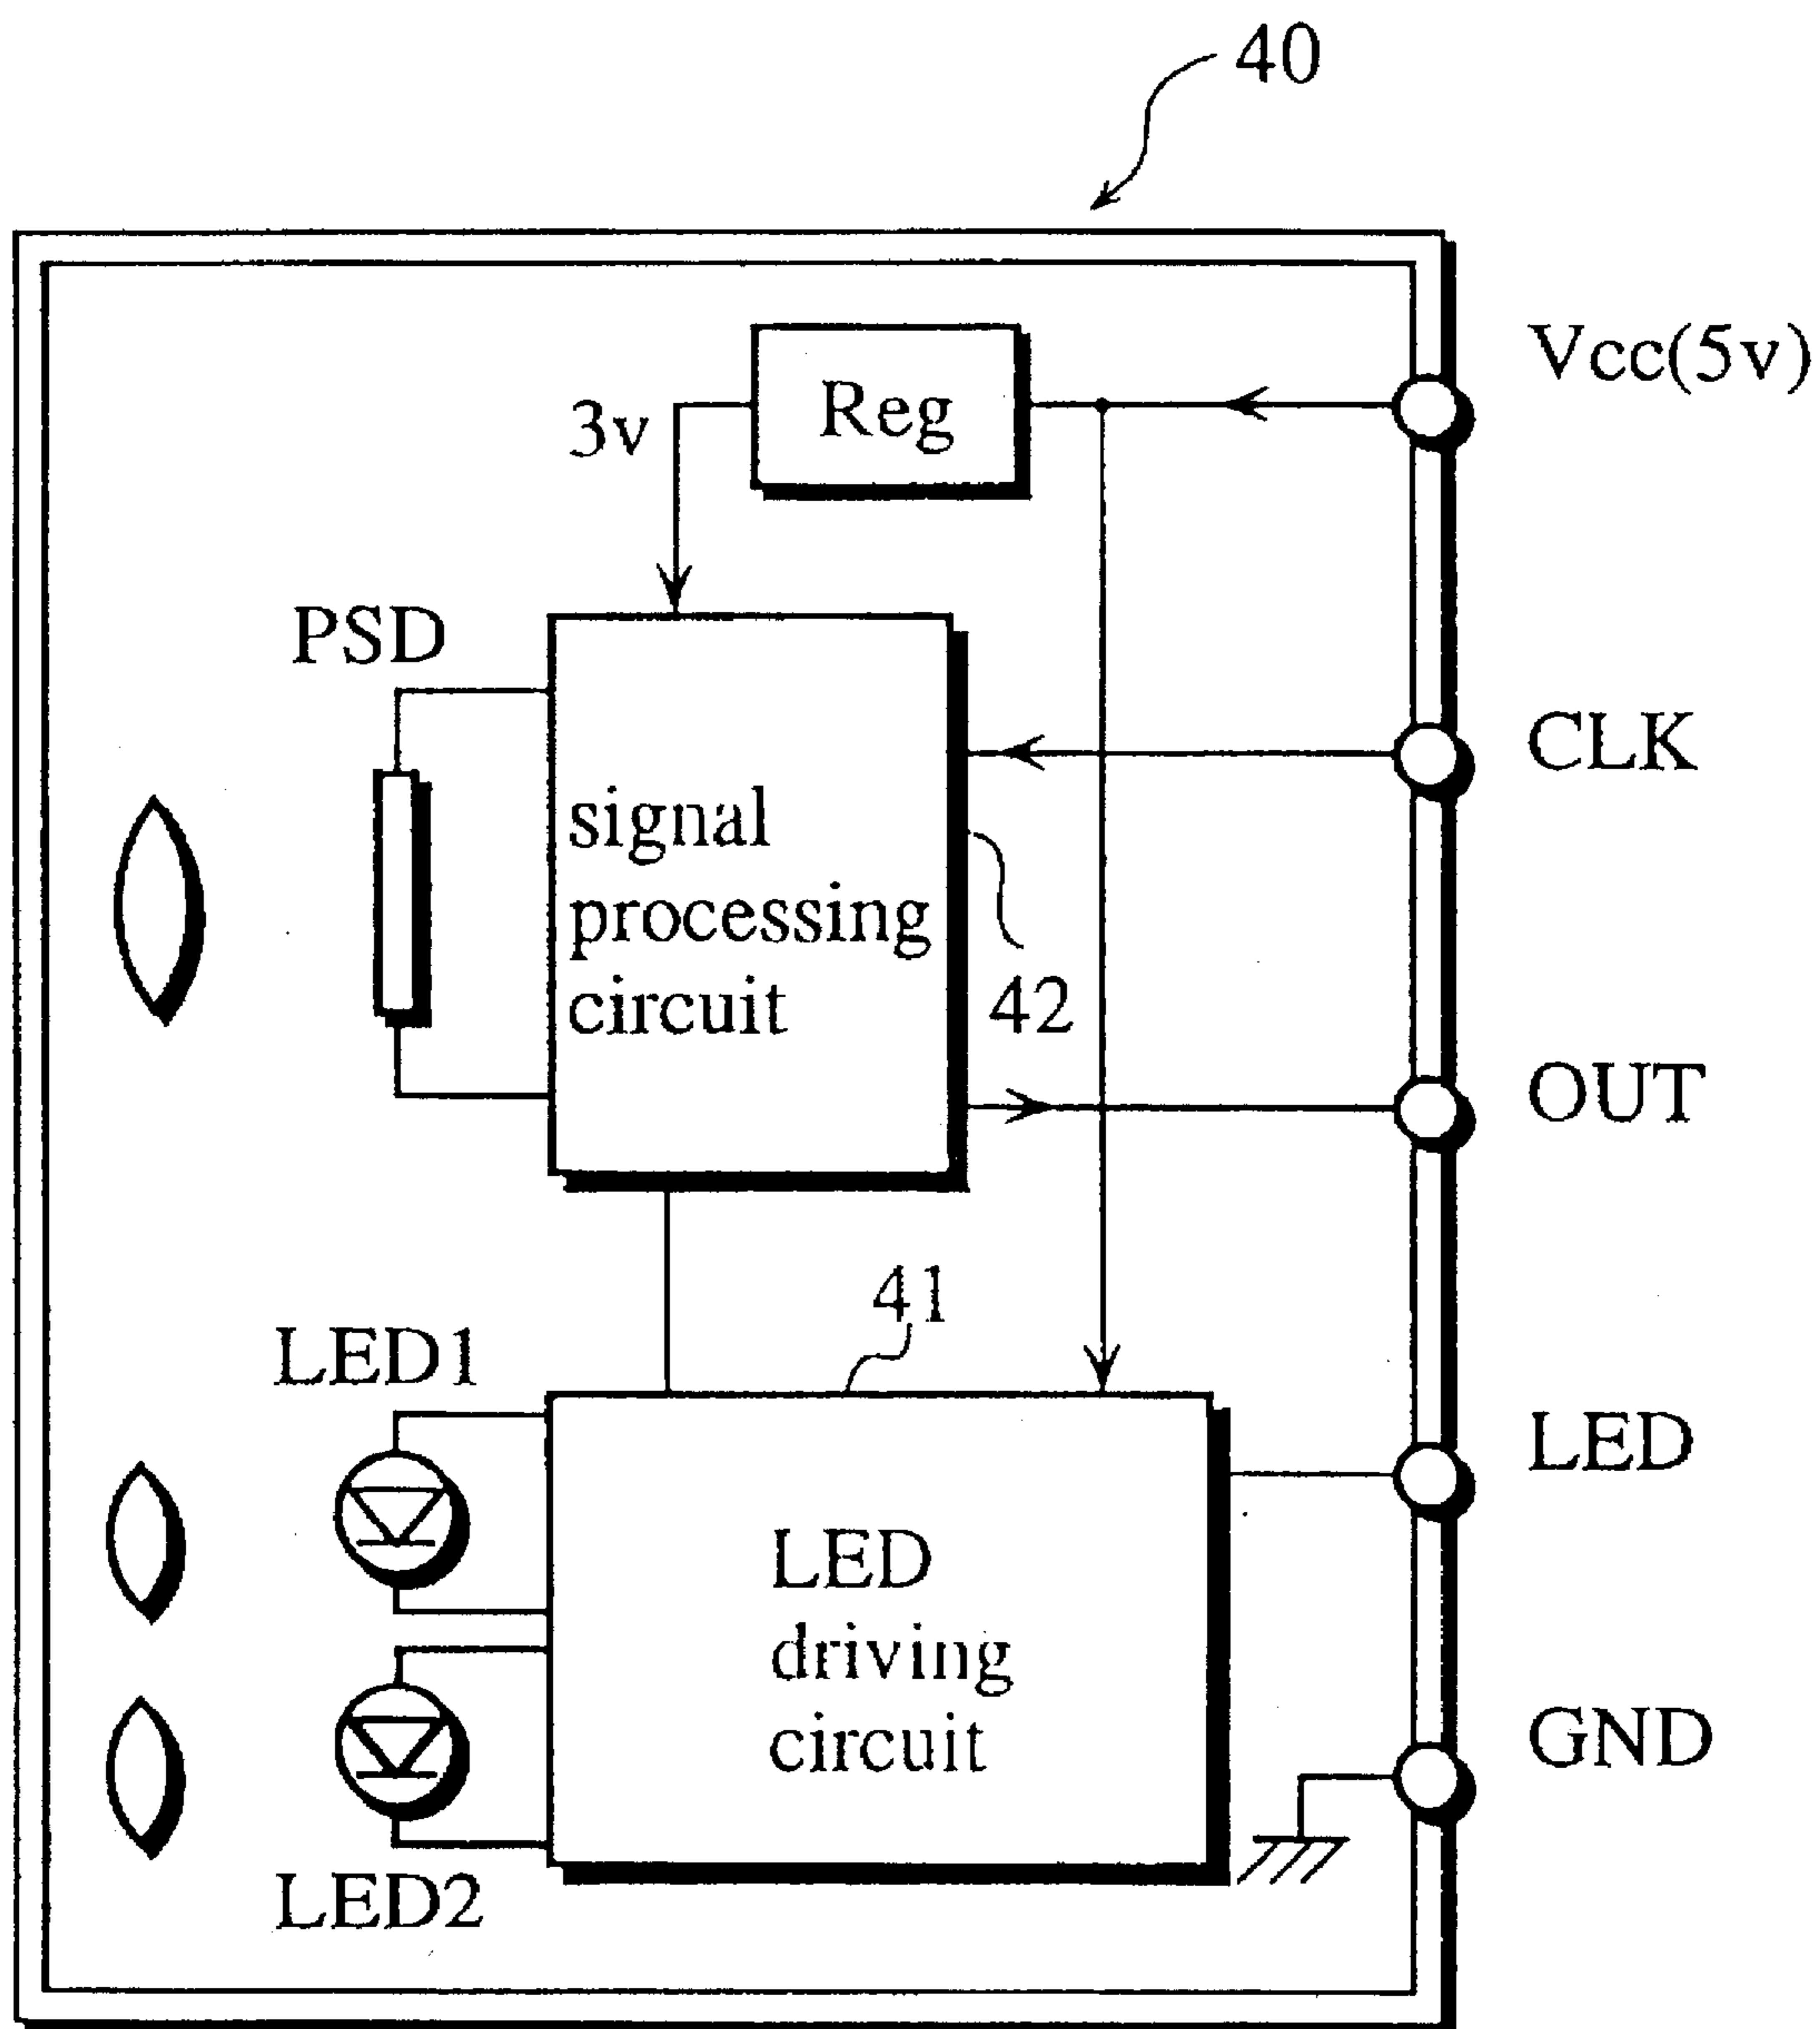 40
Vcc(5v)
Reg
3v
PSD
CLK
signal
processing
circuit
42
OUT
41
LED1
LED
LED
driving
circuit
GND
LED2